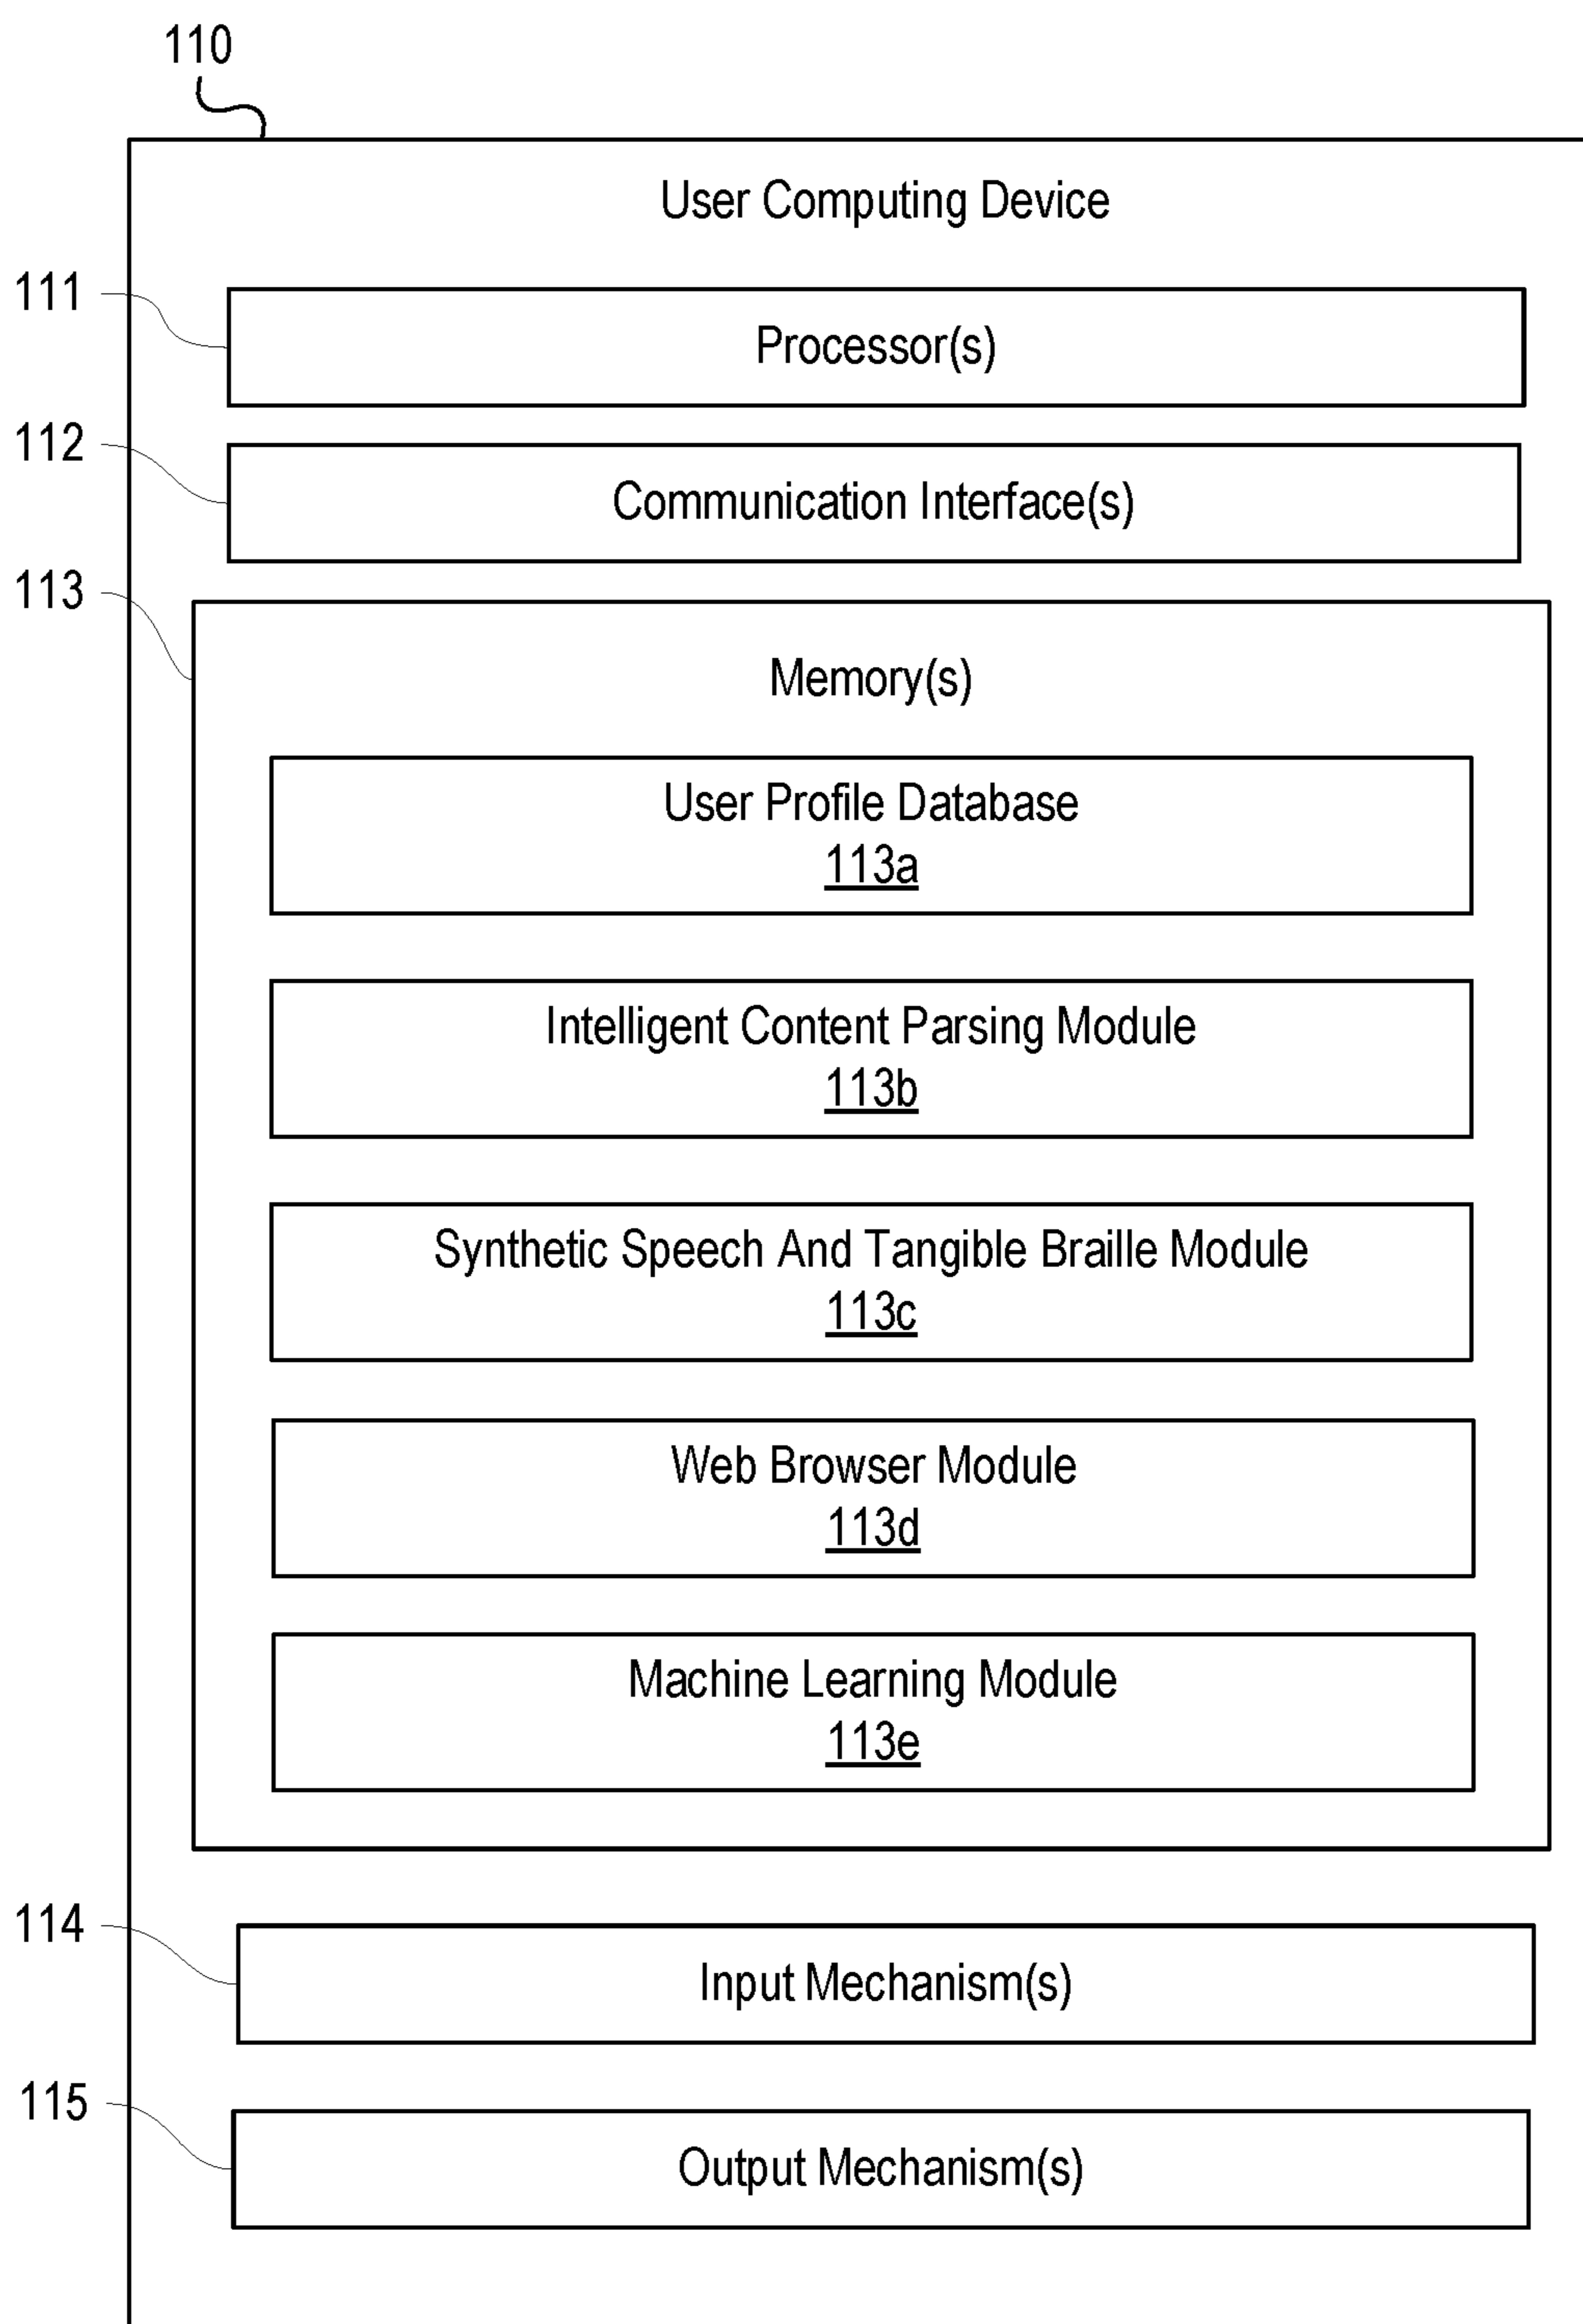 110
User Computing Device
111
Processor(s)
112
Communication Interface(s)
113
Memory(s)
User Profile Database
113a
Intelligent Content Parsing Module
113b
Synthetic Speech And Tangible Braille Module
113c
Web Browser Module
113d
Machine Learning Module
113e
114
Input Mechanism(s)
115
Output Mechanism(s)